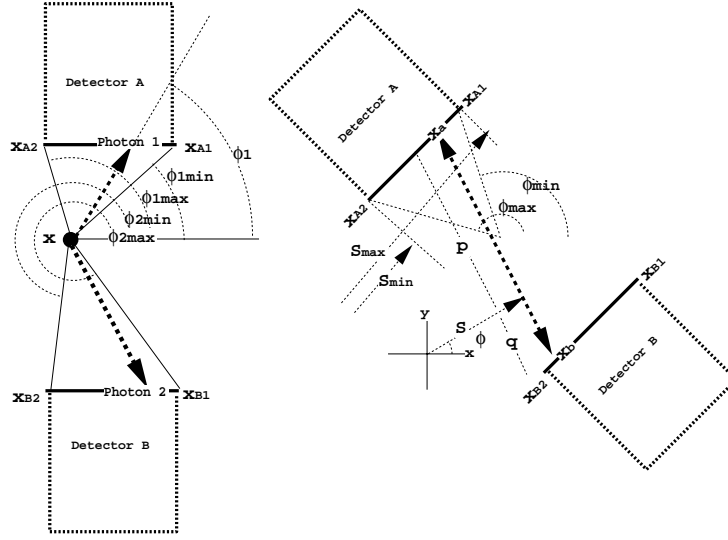 Detector A
XA2
Photon 1
XA1
ϕ1
ϕ1min
ϕ1max
ϕ2min
ϕ2max
X
XB2
Photon 2
XB1
Detector B
Detector A
XA1
Xa
XA2
ϕmin
ϕmax
Smax
Smin
p
y
S
ϕ
x
q
XB1
Xb
XB2
Detector B